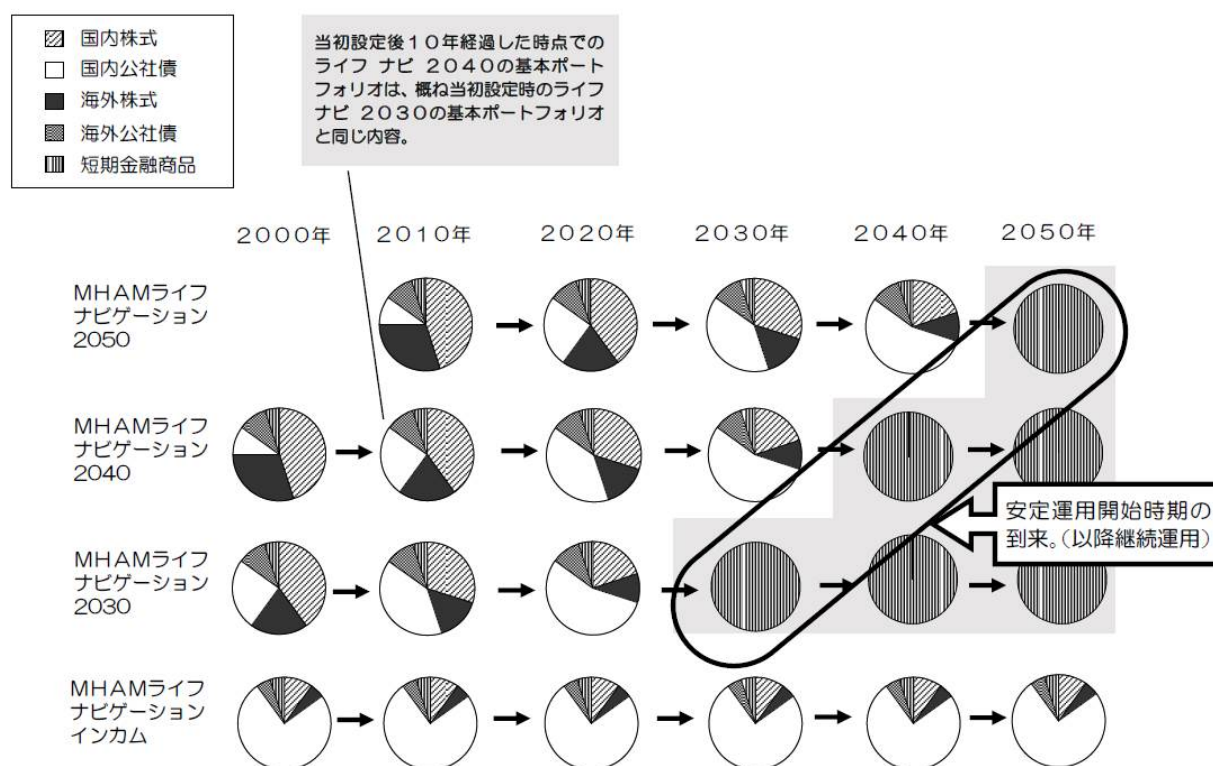 国内株式
国内公社債
海外株式
海外公社債
短期金融商品
当初設定後10年経過した時点での
ライフ ナビ 2040の基本ポート
フォリオは、概ね当初設定時のライフ
ナビ 2030の基本ポートフォリオ
と同じ内容。
2000年 2010年 2020年 2030年 2040年 2050年
MHAMライフ
ナビゲーション
2050
MHAMライフ
ナビゲーション
2040
安定運用開始時期の
到来。(以降継続運用)
MHAMライフ
ナビゲーション
2030
MHAMライフ
ナビゲーション
インカム